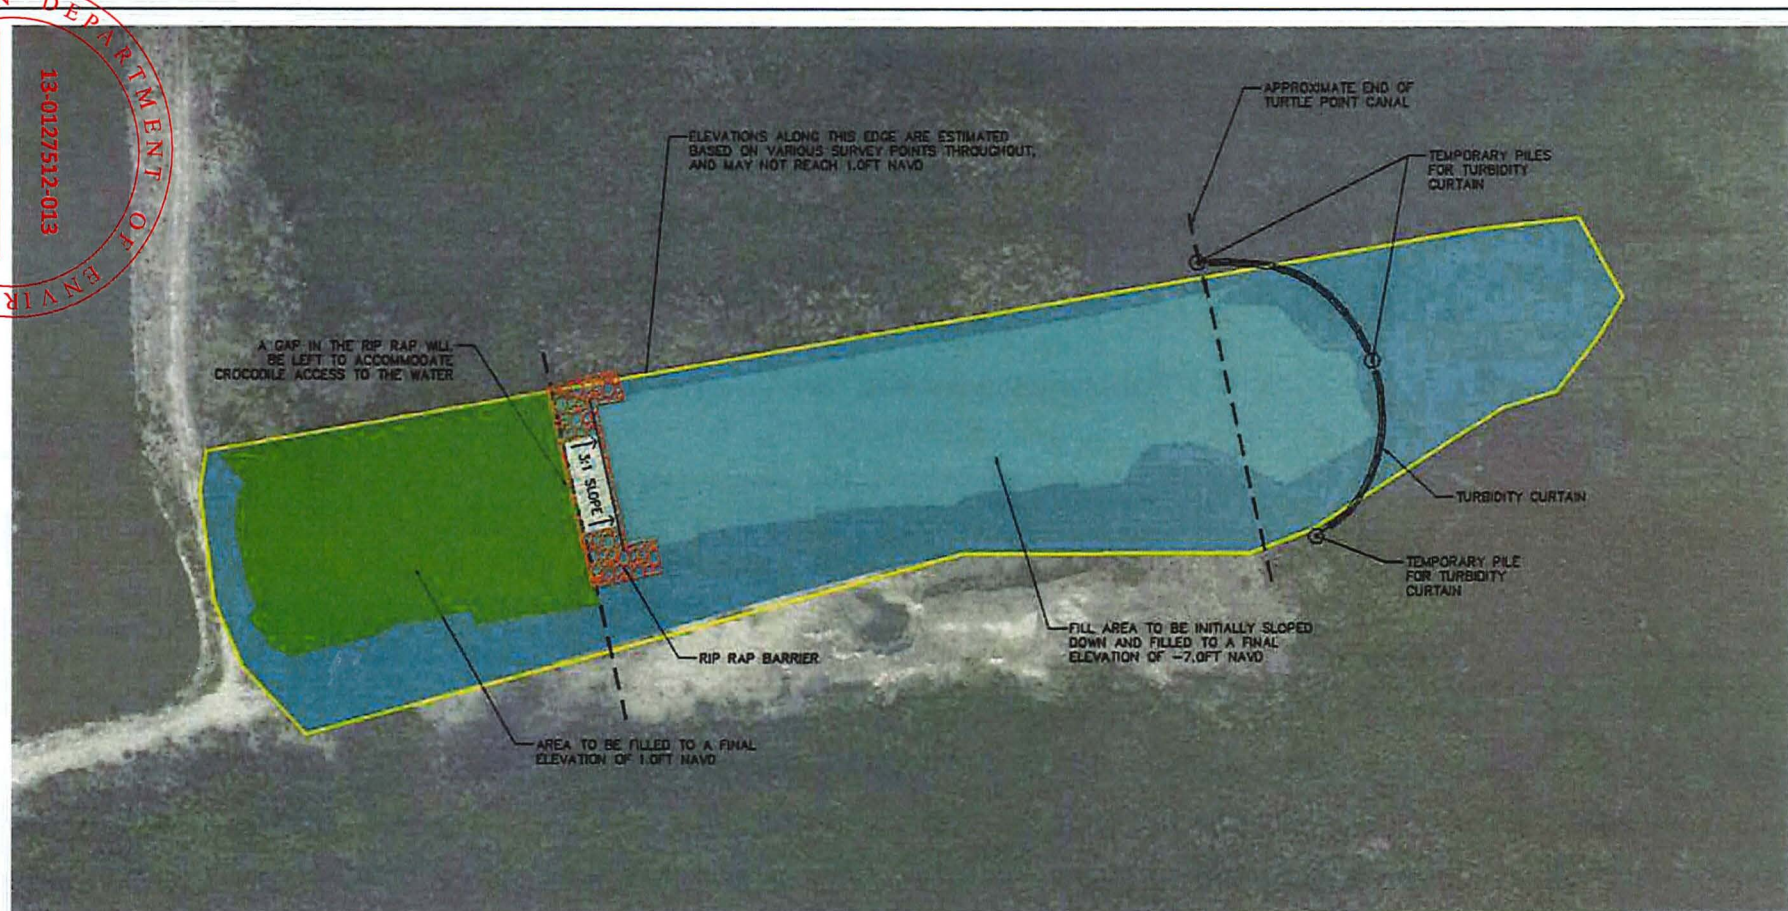 DEPARTMENT OF ENVIR
13-0127512-013
APPROXIMATE END OF
TURTLE POINT CANAL
ELEVATIONS ALONG THIS EDGE ARE ESTIMATED
BASED ON VARIOUS SURVEY POINTS THROUGHOUT,
AND MAY NOT REACH 1.0FT NAVD
TEMPORARY PILES
FOR TURBIDITY
CURTAIN
A GAP IN THE RIP RAP WILL
BE LEFT TO ACCOMMODATE
CROCODILE ACCESS TO THE WATER
3:1 SLOPE
TURBIDITY CURTAIN
TEMPORARY PILE
FOR TURBIDITY
CURTAIN
FILL AREA TO BE INITIALLY SLOPED
DOWN AND FILLED TO A FINAL
ELEVATION OF -7.0FT NAVD
RIP RAP BARRIER
AREA TO BE FILLED TO A FINAL
ELEVATION OF 1.0FT NAVD